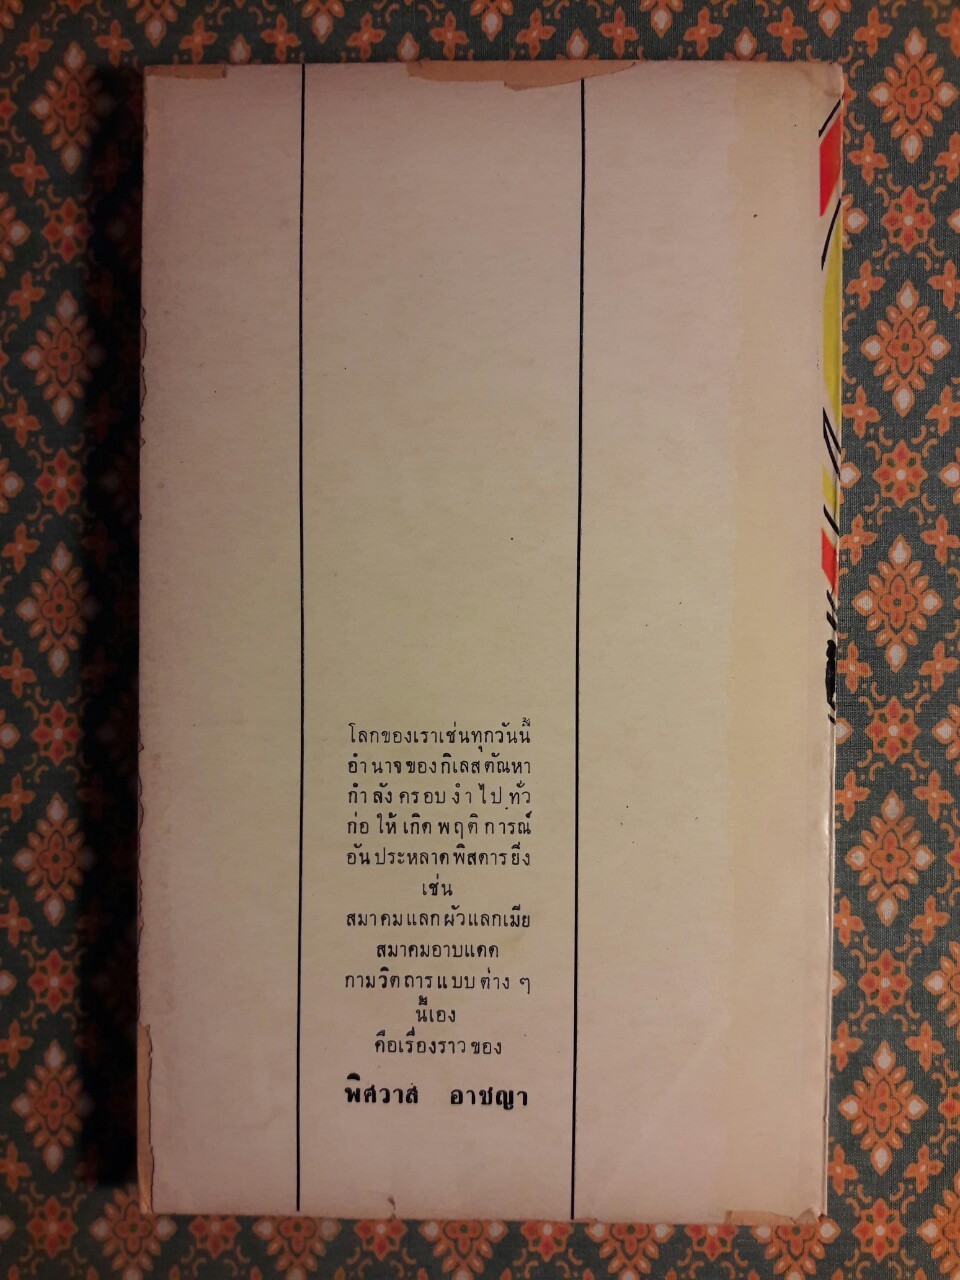 โลกของเราเช่นทุกวันนี้
อำนาจของกิเลสตัณหา
กำลังครอบงำไปทั่ว
ก่อให้เกิดพฤติการณ์
อันประหลาดพิสดารยิ่ง
เช่น
สมาคมแลกผัวแลกเมีย
สมาคมอาบแดด
กามวิตถารแบบต่าง ๆ
นี้เอง
คือเรื่องราวของ
พิศวาส อาชญา